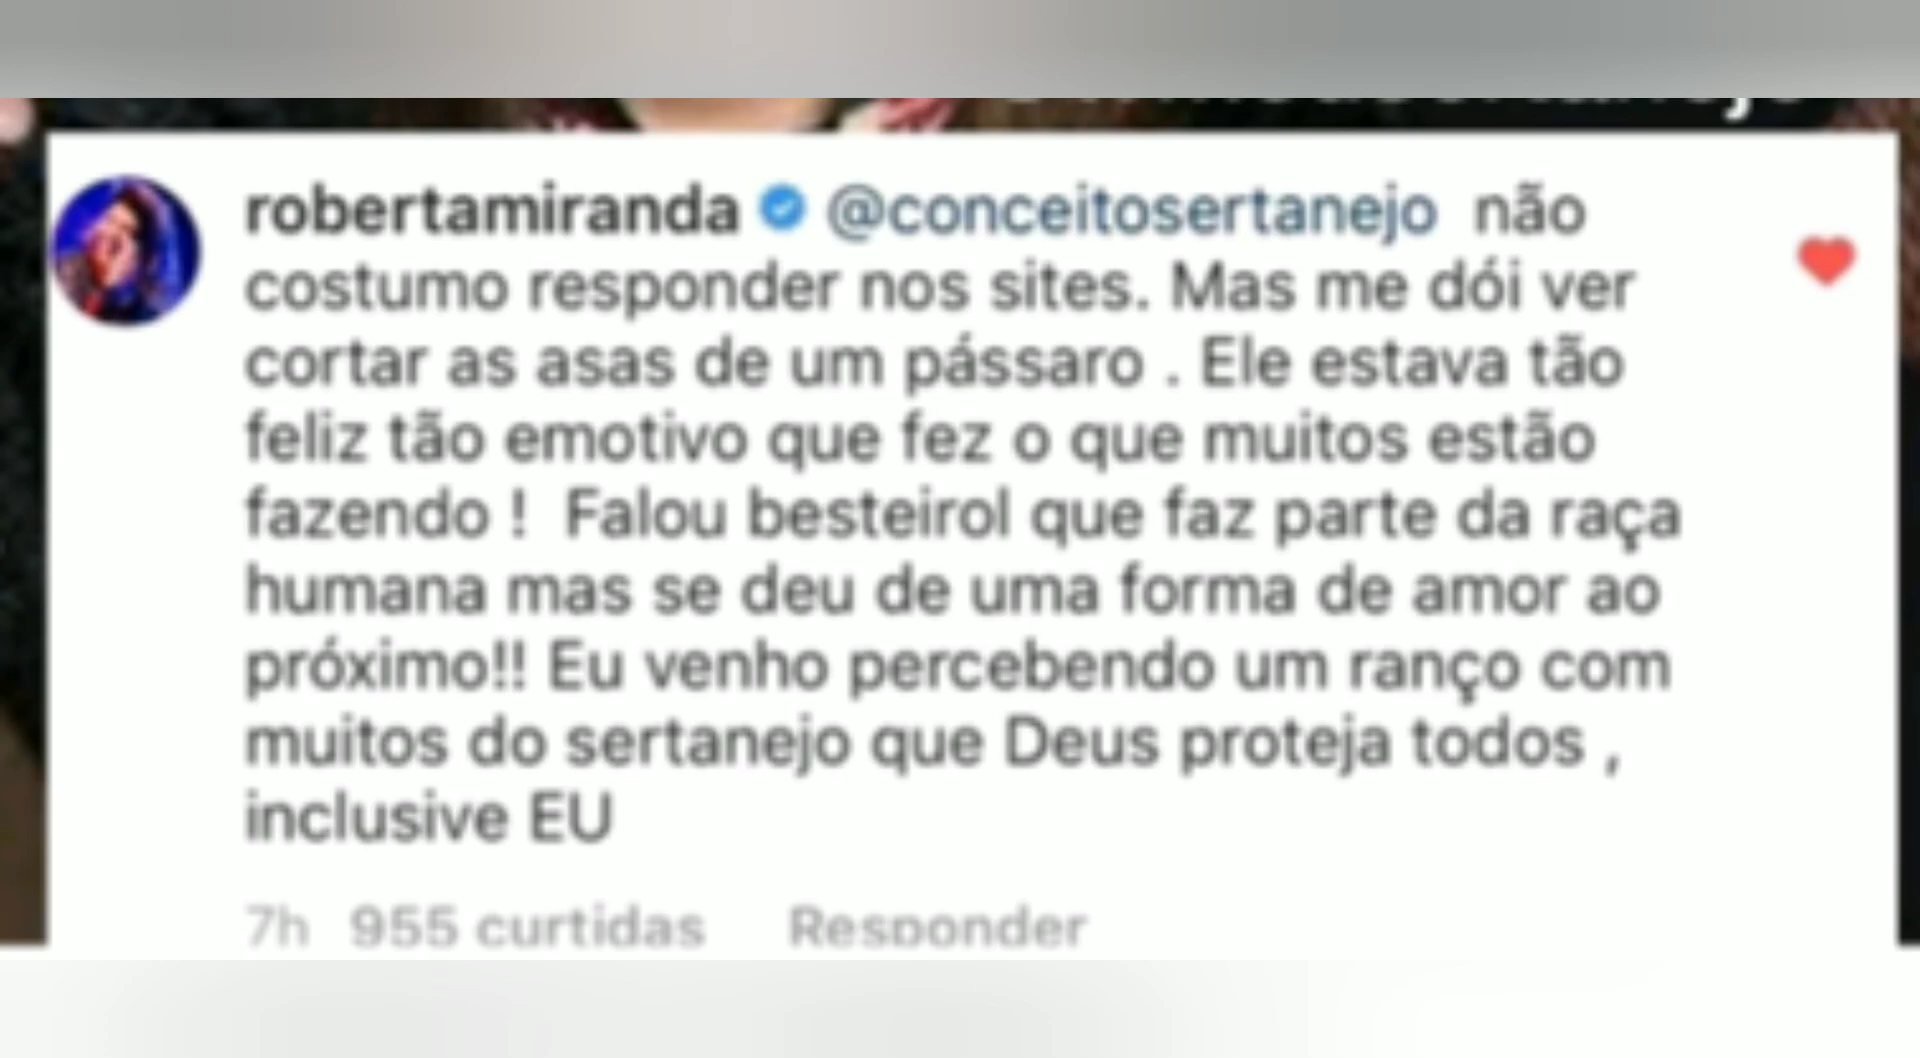 robertamiranda @conceitosertanejo não
costumo responder nos sites. Mas me dói ver
cortar as asas de um pássaro . Ele estava tão
feliz tão emotivo que fez o que muitos estão
fazendo ! Falou besteirol que faz parte da raça
humana mas se deu de uma forma de amor ao
próximo!! Eu venho percebendo um ranço com
muitos do sertanejo que Deus proteja todos ,
inclusive EU
7h 955 curtidas Responder